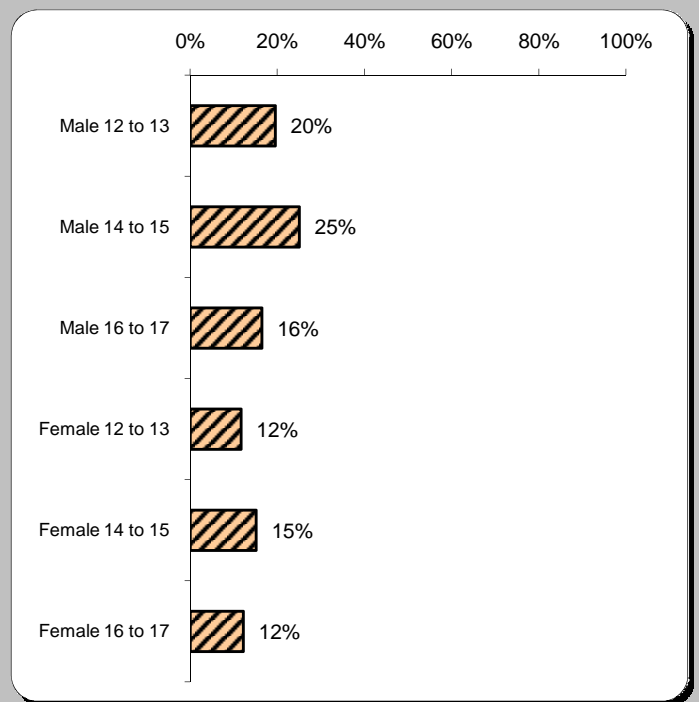 0% 20% 40% 60% 80% 100%
Male 12 to 13 20%
Male 14 to 15 25%
Male 16 to 17 16%
Female 12 to 13 12%
Female 14 to 15 15%
Female 16 to 17 12%